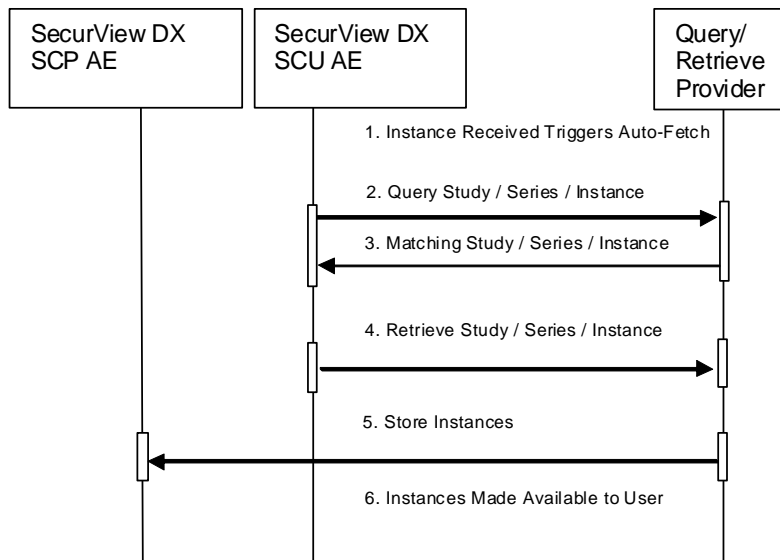 SecurView DX
SCP AE
SecurView DX
SCU AE
Query/
Retrieve
Provider
1. Instance Received Triggers Auto-Fetch
2. Query Study / Series / Instance
3. Matching Study / Series / Instance
4. Retrieve Study / Series / Instance
5. Store Instances
6. Instances Made Available to User